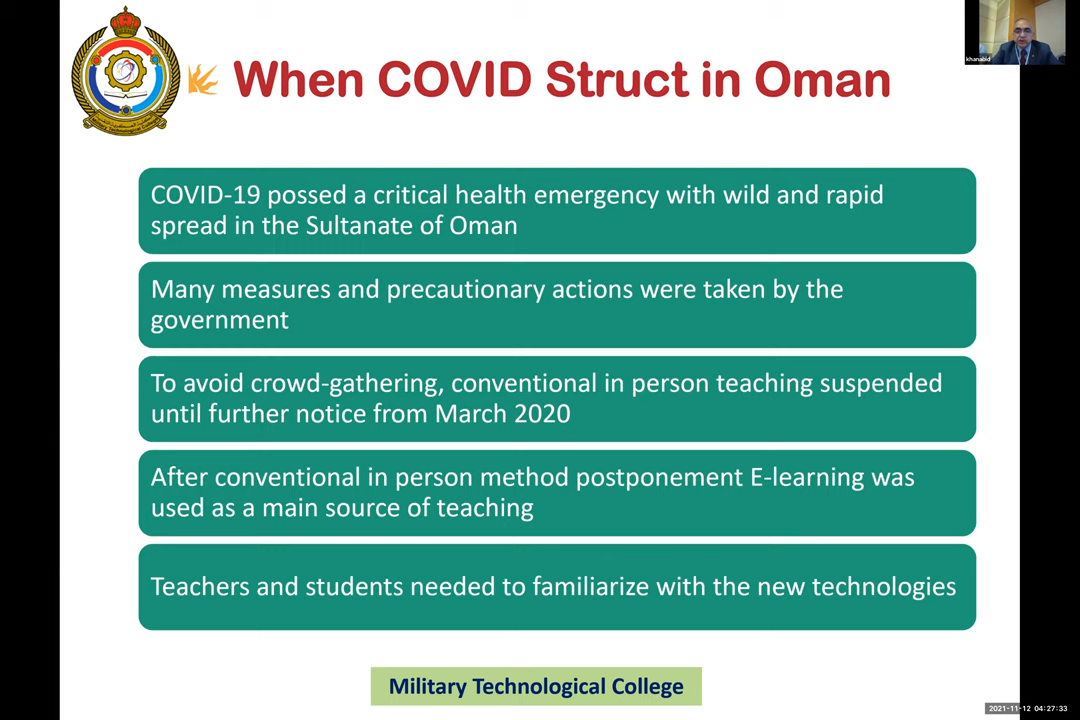 khanabid
When COVID Struct in Oman
COVID-19 possed a critical health emergency with wild and rapid
spread in the Sultanate of Oman
Many measures and precautionary actions were taken by the
government
To avoid crowd-gathering, conventional in person teaching suspended
until further notice from March 2020
After conventional in person method postponement E-learning was
used as a main source of teaching
Teachers and students needed to familiarize with the new technologies
Military Technological College
2021-11-12 04:27:33